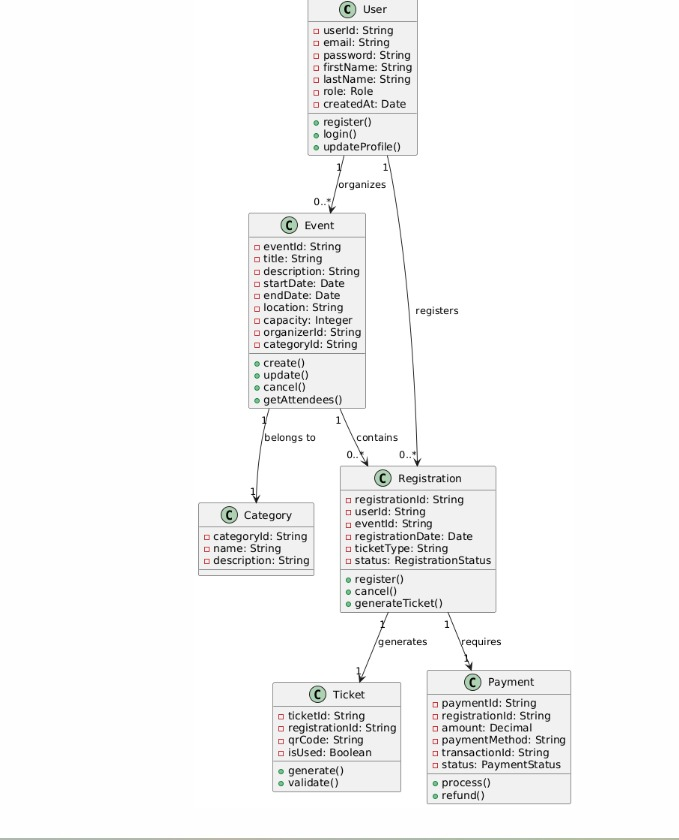 C User
userId: String
email: String
password: String
firstName: String
lastName: String
role: Role
createdAt: Date
register()
login()
updateProfile()
1
1
organizes
0..*
C Event
eventId: String
title: String
description: String
startDate: Date
endDate: Date
location: String
capacity: Integer
organizerId: String
categoryId: String
create()
update()
cancel()
getAttendees()
registers
1
1
belongs to
contains
0..*
0..*
1
C Registration
registrationId: String
userId: String
eventId: String
registrationDate: Date
ticketType: String
status: RegistrationStatus
register()
cancel()
generateTicket()
C Category
categoryId: String
name: String
description: String
1
1
generates
requires
1
1
C Ticket
ticketId: String
registrationId: String
qrCode: String
isUsed: Boolean
generate()
validate()
C Payment
paymentId: String
registrationId: String
amount: Decimal
paymentMethod: String
transactionId: String
status: PaymentStatus
process()
refund()